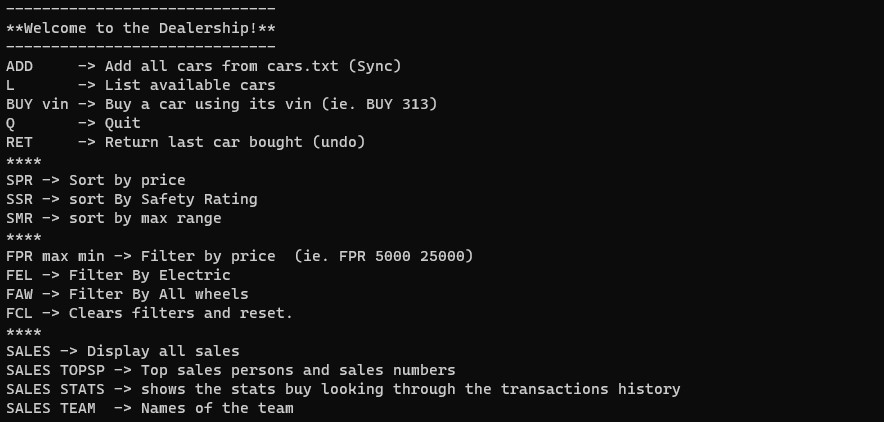 ------------------------------
**Welcome to the Dealership!**
------------------------------
ADD     -> Add all cars from cars.txt (Sync)
L       -> List available cars
BUY vin -> Buy a car using its vin (ie. BUY 313)
Q       -> Quit
RET     -> Return last car bought (undo)
****
SPR -> Sort by price
SSR -> sort By Safety Rating
SMR -> sort by max range
****
FPR max min -> Filter by price  (ie. FPR 5000 25000)
FEL -> Filter By Electric
FAW -> Filter By All wheels
FCL -> Clears filters and reset.
****
SALES -> Display all sales
SALES TOPSP -> Top sales persons and sales numbers
SALES STATS -> shows the stats buy looking through the transactions history
SALES TEAM  -> Names of the team